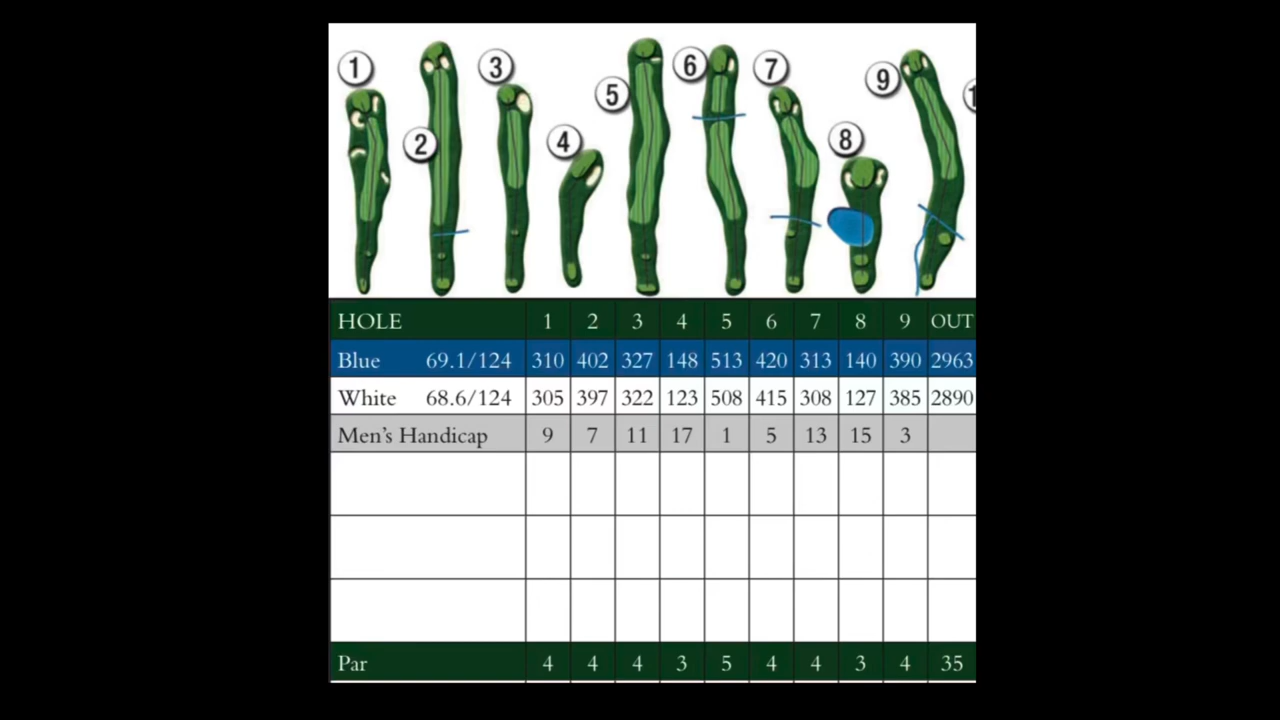 1 2 3 4 5 6 7 8 9
HOLE 1 2 3 4 5 6 7 8 9 OUT
Blue 69.1/124 310 402 327 148 513 420 313 140 390 2963
White 68.6/124 305 397 322 123 508 415 308 127 385 2890
Men's Handicap 9 7 11 17 1 5 13 15 3
Par 4 4 4 3 5 4 4 3 4 35